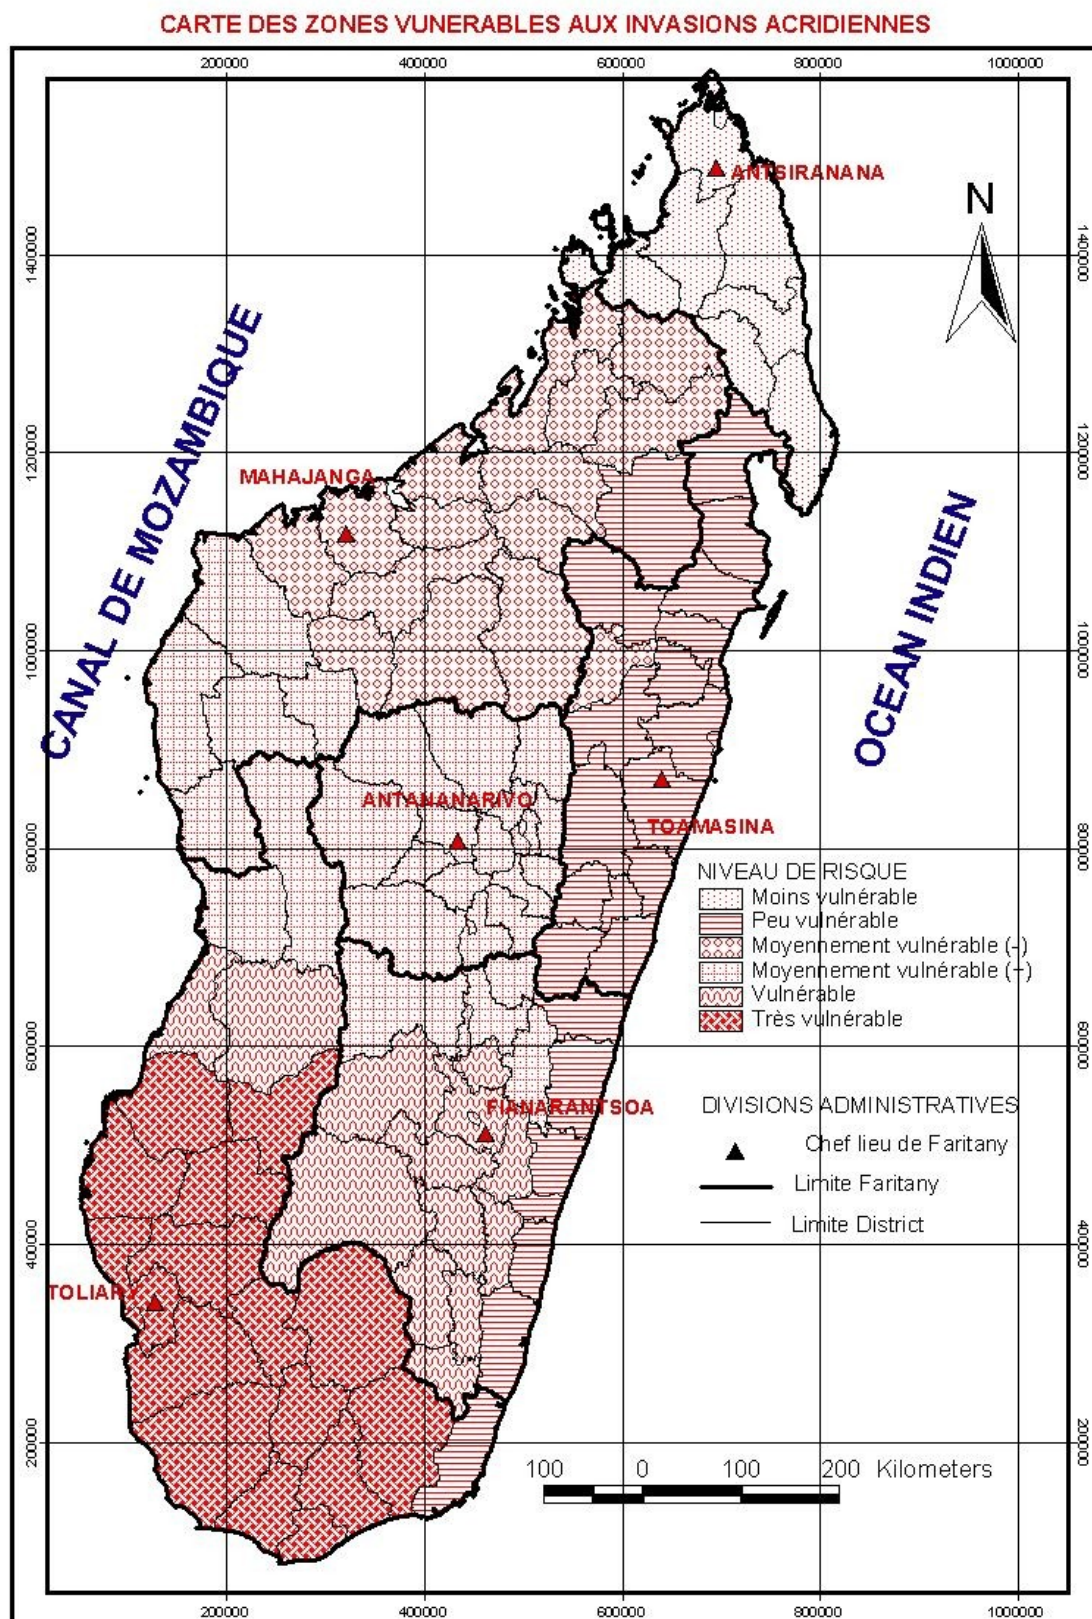 CARTE DES ZONES VUNERABLES AUX INVASIONS ACRIDIENNES
200000 400000 600000 800000 1000000
ANTSIRANANA
N
1400000 1400000
CANAL DE MOZAMBIQUE
1200000 1200000
MAHAJANGA
OCEAN INDIEN
1000000 1000000
ANTANANARIVO
TOAMASINA
800000 800000
NIVEAU DE RISQUE
Moins vulnérable
Peu vulnérable
Moyennement vulnérable (-)
Moyennement vulnérable (+)
Vulnérable
Très vulnérable
600000 600000
FIANARANTSOA
DIVISIONS ADMINISTRATIVES
Chef lieu de Faritany
Limite Faritany
Limite District
400000 400000
TOLIARY
200000 200000
100 0 100 200 Kilometers
200000 400000 600000 800000 1000000